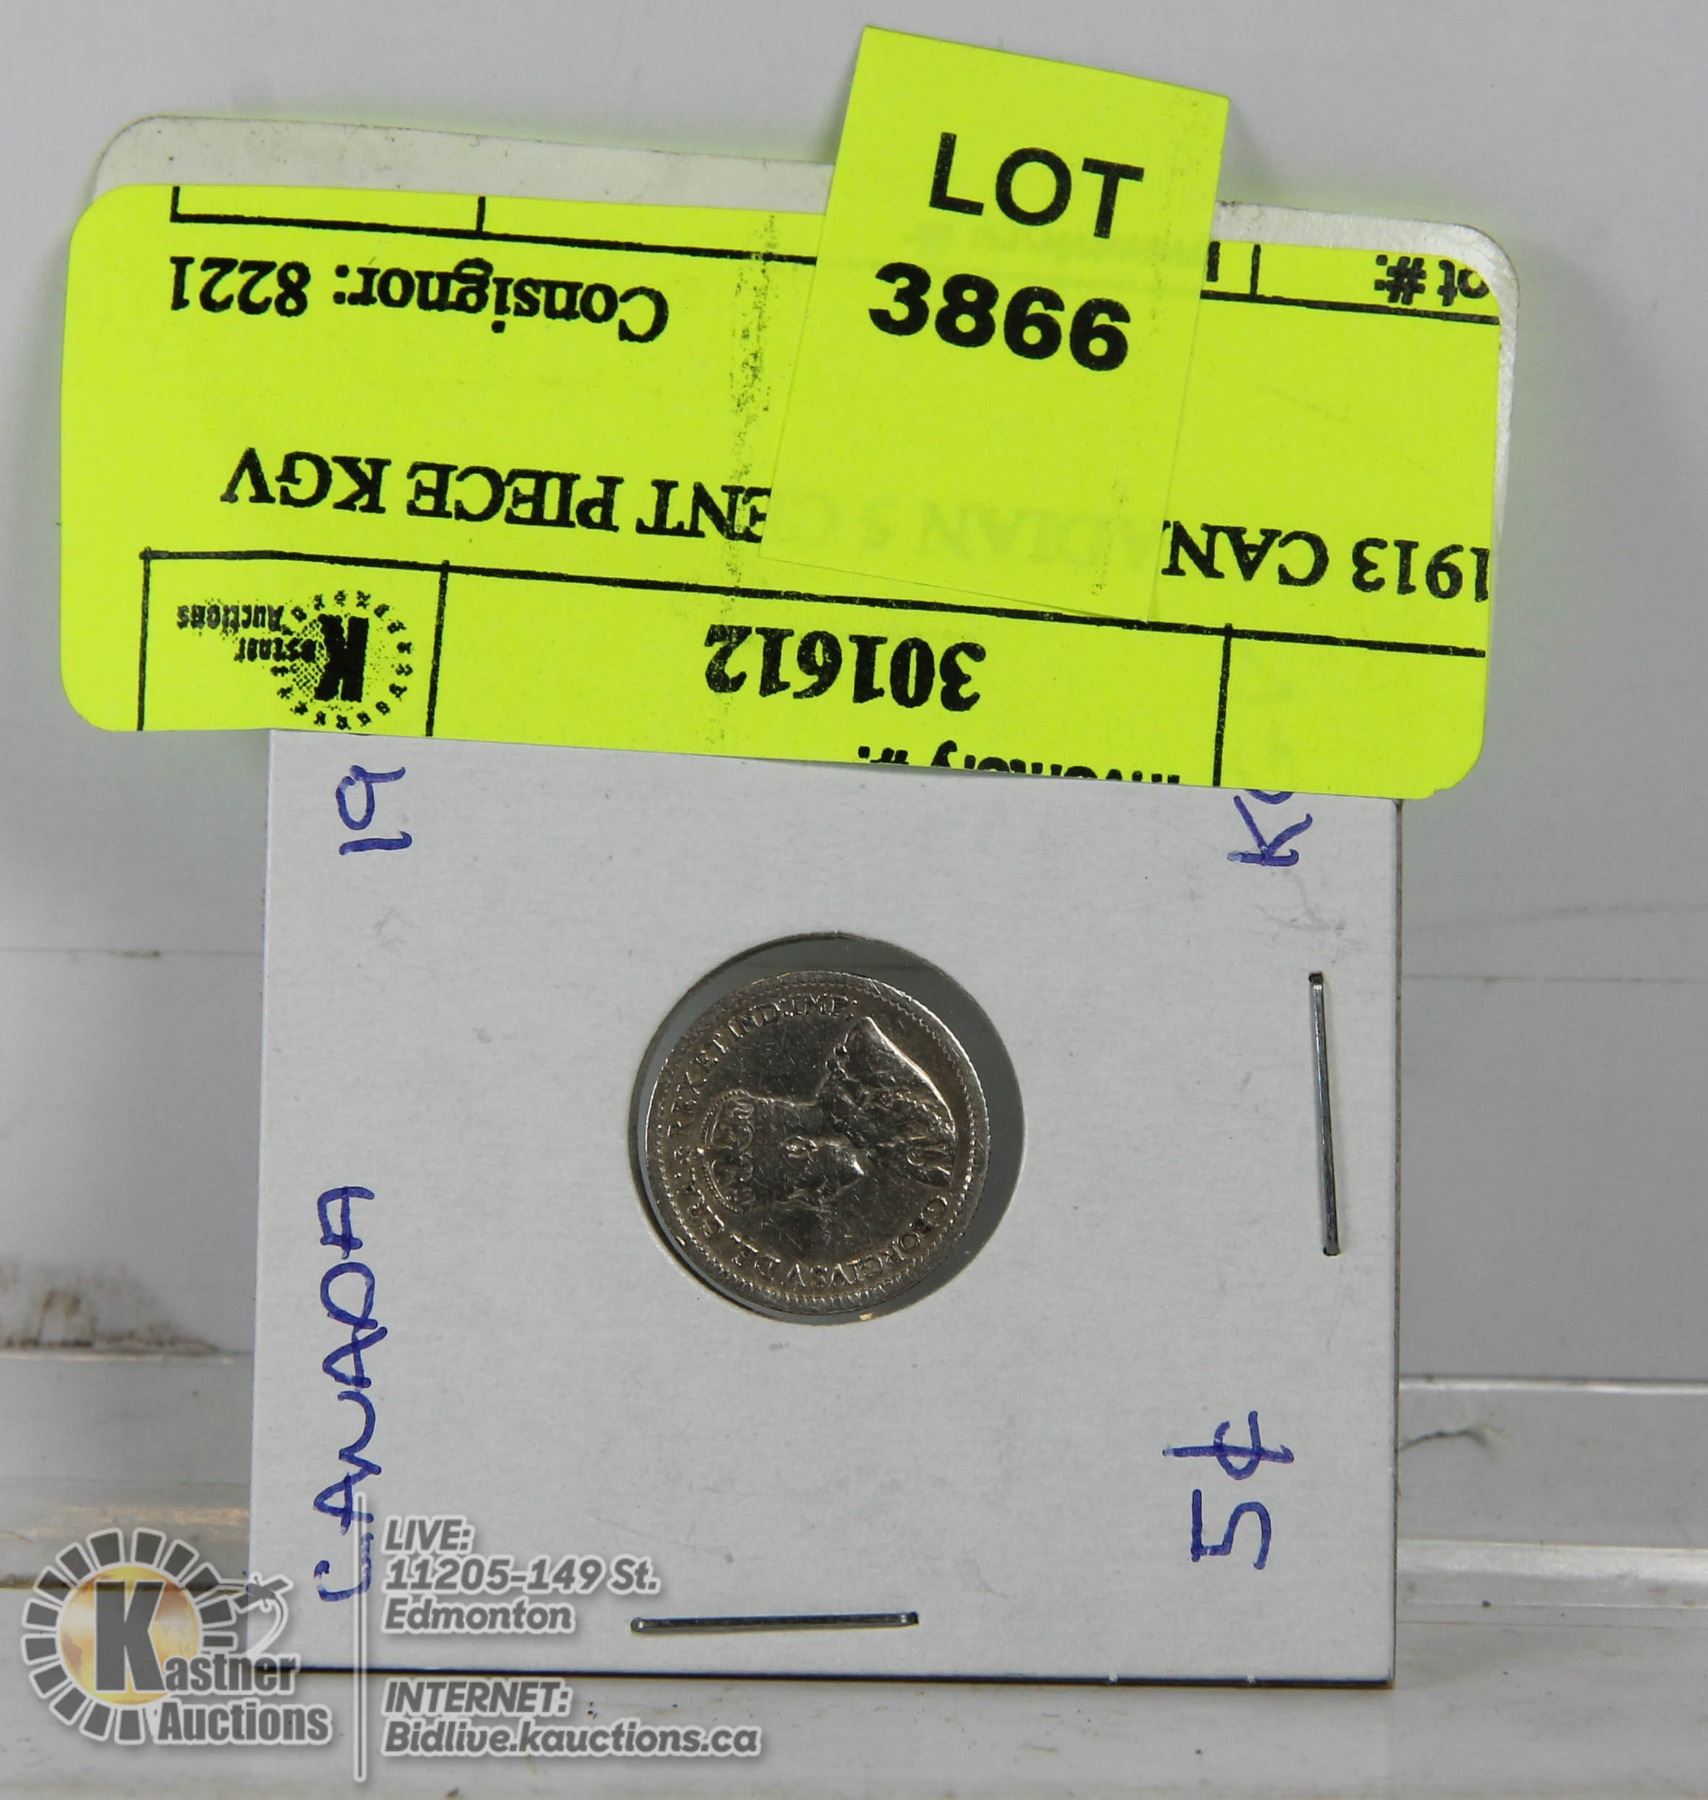 LOT
3866
ot #:
Consignor: 8221
1913 CANADIAN 5 CENT PIECE KGV
301612
Inventory #:
Kastner
Auctions
19
CANADA
5¢
GEORGIVS V DEI GRA: REX ET IND: IMP:
Kastner
Auctions
LIVE:
11205-149 St.
Edmonton
INTERNET:
Bidlive.kauctions.ca